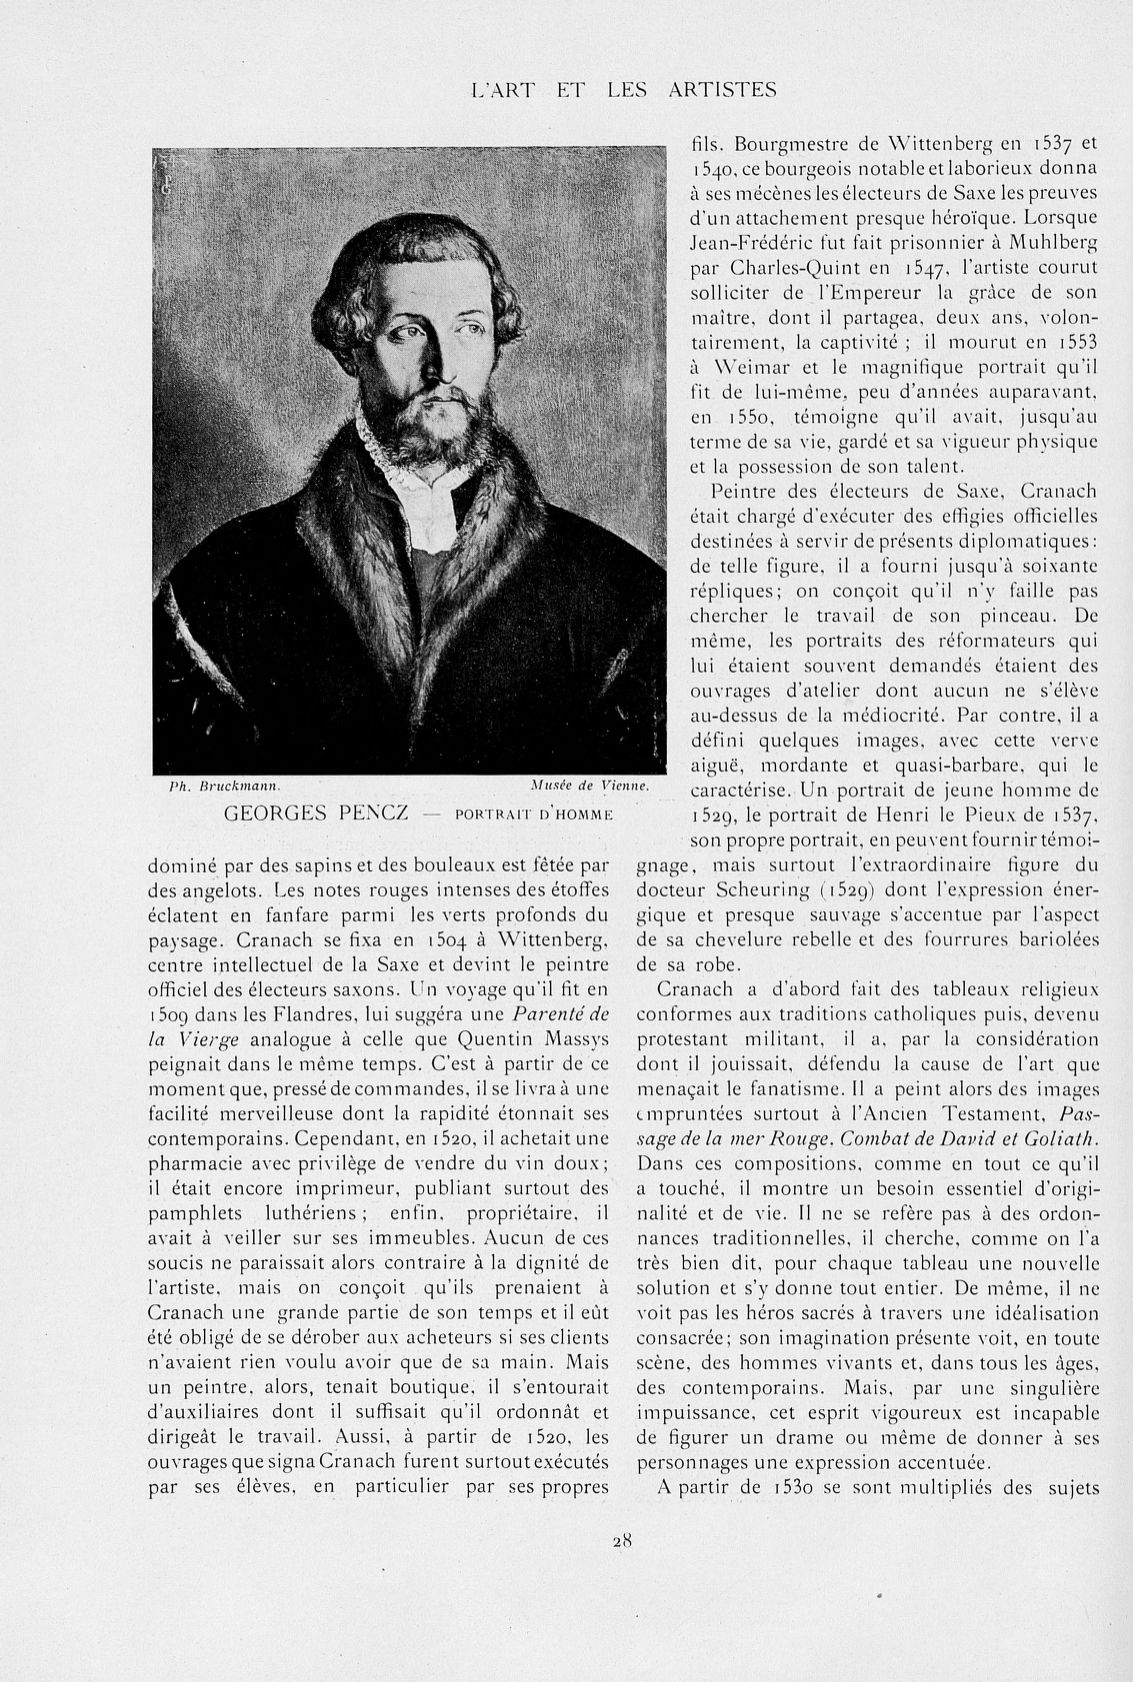 L'ART ET LES ARTISTES
1543
G
Ph. Bruckmann.
Musée de Vienne.
GEORGES PENCZ — PORTRAIT D'HOMME
dominé par des sapins et des bouleaux est fêtée par
des angelots. Les notes rouges intenses des étoffes
éclatent en fanfare parmi les verts profonds du
paysage. Cranach se fixa en 1504 à Wittenberg,
centre intellectuel de la Saxe et devint le peintre
officiel des électeurs saxons. Un voyage qu'il fit en
1509 dans les Flandres, lui suggéra une Parenté de
la Vierge analogue à celle que Quentin Massys
peignait dans le même temps. C'est à partir de ce
moment que, pressé de commandes, il se livra à une
facilité merveilleuse dont la rapidité étonnait ses
contemporains. Cependant, en 1520, il achetait une
pharmacie avec privilège de vendre du vin doux;
il était encore imprimeur, publiant surtout des
pamphlets luthériens; enfin, propriétaire, il
avait à veiller sur ses immeubles. Aucun de ces
soucis ne paraissait alors contraire à la dignité de
l'artiste, mais on conçoit qu'ils prenaient à
Cranach une grande partie de son temps et il eût
été obligé de se dérober aux acheteurs si ses clients
n'avaient rien voulu avoir que de sa main. Mais
un peintre, alors, tenait boutique, il s'entourait
d'auxiliaires dont il suffisait qu'il ordonnât et
dirigeât le travail. Aussi, à partir de 1520, les
ouvrages que signa Cranach furent surtout exécutés
par ses élèves, en particulier par ses propres
fils. Bourgmestre de Wittenberg en 1537 et
1540, ce bourgeois notable et laborieux donna
à ses mécènes les électeurs de Saxe les preuves
d'un attachement presque héroïque. Lorsque
Jean-Frédéric fut fait prisonnier à Muhlberg
par Charles-Quint en 1547, l'artiste courut
solliciter de l'Empereur la grâce de son
maître, dont il partagea, deux ans, volon-
tairement, la captivité; il mourut en 1553
à Weimar et le magnifique portrait qu'il
fit de lui-même, peu d'années auparavant,
en 1550, témoigne qu'il avait, jusqu'au
terme de sa vie, gardé et sa vigueur physique
et la possession de son talent.
Peintre des électeurs de Saxe, Cranach
était chargé d'exécuter des effigies officielles
destinées à servir de présents diplomatiques:
de telle figure, il a fourni jusqu'à soixante
répliques; on conçoit qu'il n'y faille pas
chercher le travail de son pinceau. De
même, les portraits des réformateurs qui
lui étaient souvent demandés étaient des
ouvrages d'atelier dont aucun ne s'élève
au-dessus de la médiocrité. Par contre, il a
défini quelques images, avec cette verve
aiguë, mordante et quasi-barbare, qui le
caractérise. Un portrait de jeune homme de
1529, le portrait de Henri le Pieux de 1537,
son propre portrait, en peuvent fournir témoi-
gnage, mais surtout l'extraordinaire figure du
docteur Scheuring (1529) dont l'expression éner-
gique et presque sauvage s'accentue par l'aspect
de sa chevelure rebelle et des fourrures bariolées
de sa robe.
Cranach a d'abord fait des tableaux religieux
conformes aux traditions catholiques puis, devenu
protestant militant, il a, par la considération
dont il jouissait, défendu la cause de l'art que
menaçait le fanatisme. Il a peint alors des images
empruntées surtout à l'Ancien Testament, Pas-
sage de la mer Rouge, Combat de David et Goliath.
Dans ces compositions, comme en tout ce qu'il
a touché, il montre un besoin essentiel d'origi-
nalité et de vie. Il ne se refère pas à des ordon-
nances traditionnelles, il cherche, comme on l'a
très bien dit, pour chaque tableau une nouvelle
solution et s'y donne tout entier. De même, il ne
voit pas les héros sacrés à travers une idéalisation
consacrée; son imagination présente voit, en toute
scène, des hommes vivants et, dans tous les âges,
des contemporains. Mais, par une singulière
impuissance, cet esprit vigoureux est incapable
de figurer un drame ou même de donner à ses
personnages une expression accentuée.
A partir de 1530 se sont multipliés des sujets
28